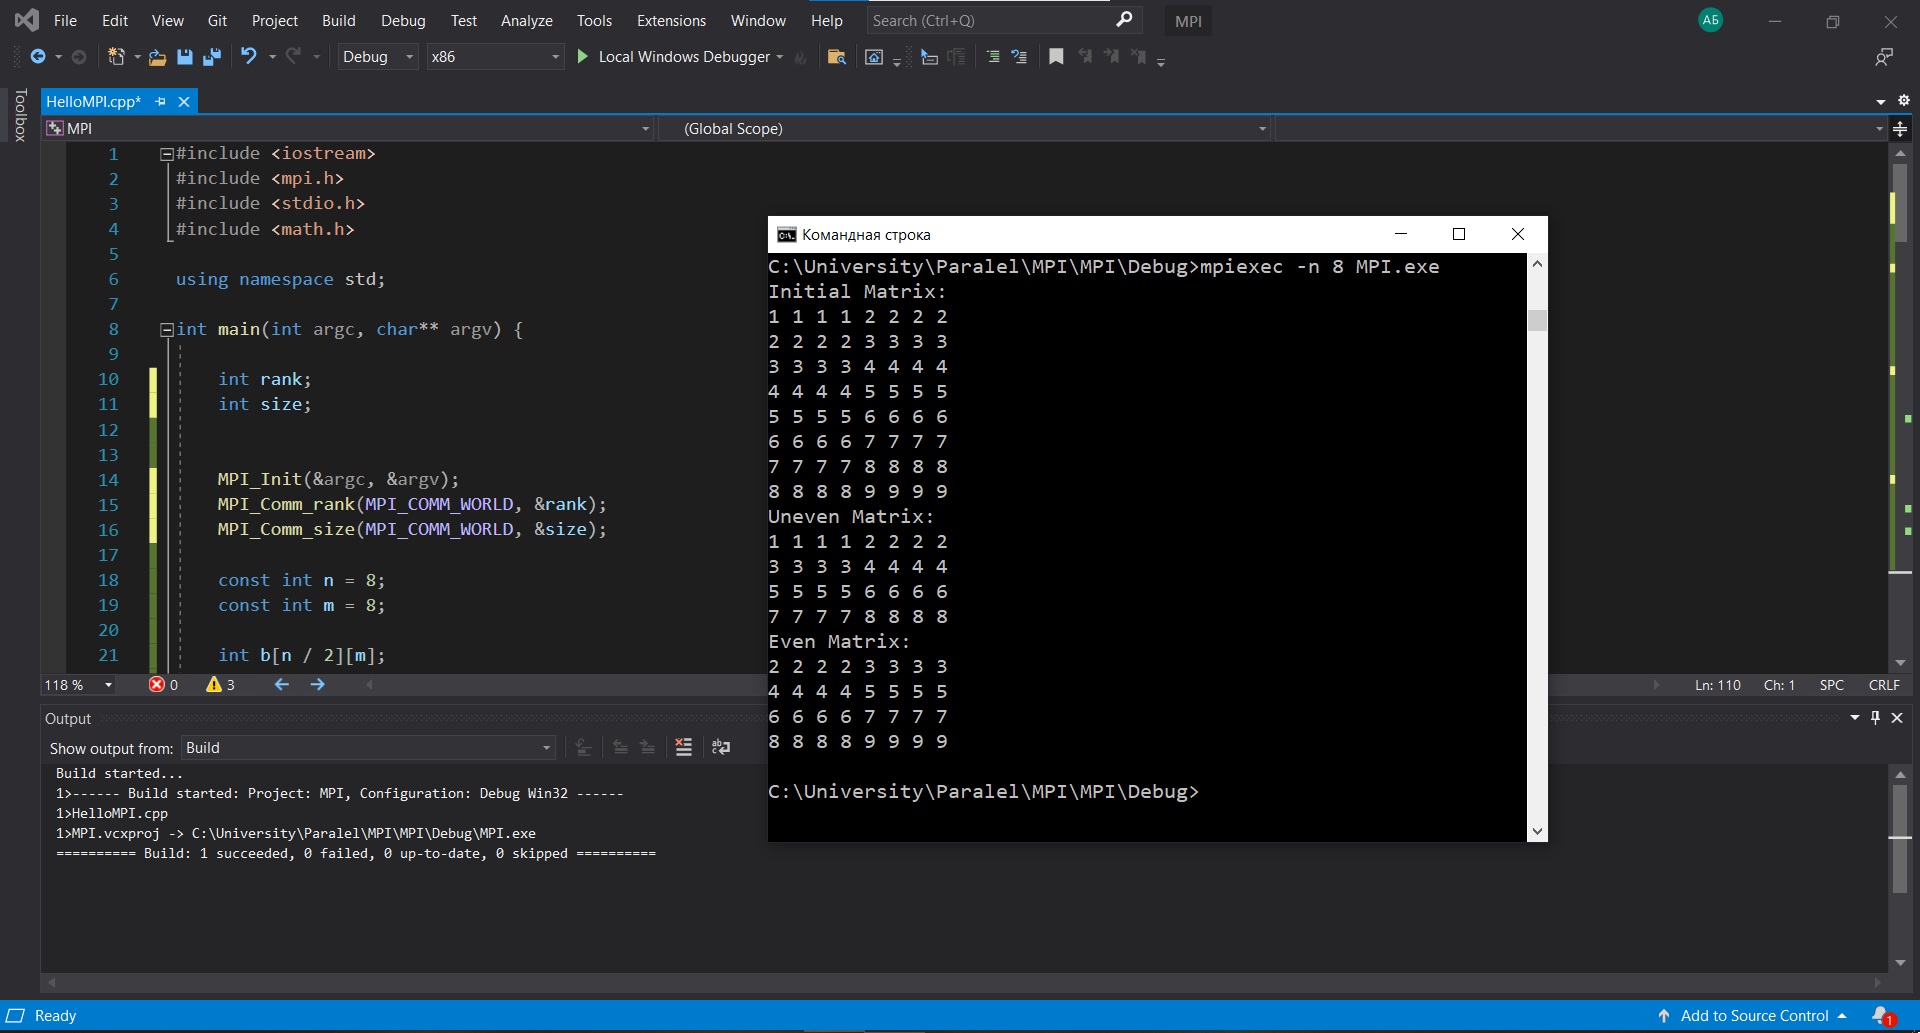 File Edit View Git Project Build Debug Test Analyze Tools Extensions Window Help Search (Ctrl+Q) MPI АБ
Debug x86 Local Windows Debugger
Toolbox
HelloMPI.cpp*
MPI (Global Scope)
1 #include <iostream>
2 #include <mpi.h>
3 #include <stdio.h>
4 #include <math.h>
5
6 using namespace std;
7
8 int main(int argc, char** argv) {
9
10 int rank;
11 int size;
12
13
14 MPI_Init(&argc, &argv);
15 MPI_Comm_rank(MPI_COMM_WORLD, &rank);
16 MPI_Comm_size(MPI_COMM_WORLD, &size);
17
18 const int n = 8;
19 const int m = 8;
20
21 int b[n / 2][m];
118 % 0 3 Ln: 110 Ch: 1 SPC CRLF
Командная строка
C:\University\Paralel\MPI\MPI\Debug>mpiexec -n 8 MPI.exe
Initial Matrix:
1 1 1 1 2 2 2 2
2 2 2 2 3 3 3 3
3 3 3 3 4 4 4 4
4 4 4 4 5 5 5 5
5 5 5 5 6 6 6 6
6 6 6 6 7 7 7 7
7 7 7 7 8 8 8 8
8 8 8 8 9 9 9 9
Uneven Matrix:
1 1 1 1 2 2 2 2
3 3 3 3 4 4 4 4
5 5 5 5 6 6 6 6
7 7 7 7 8 8 8 8
Even Matrix:
2 2 2 2 3 3 3 3
4 4 4 4 5 5 5 5
6 6 6 6 7 7 7 7
8 8 8 8 9 9 9 9
C:\University\Paralel\MPI\MPI\Debug>
Output
Show output from: Build
Build started...
1>------ Build started: Project: MPI, Configuration: Debug Win32 ------
1>HelloMPI.cpp
1>MPI.vcxproj -> C:\University\Paralel\MPI\MPI\Debug\MPI.exe
========== Build: 1 succeeded, 0 failed, 0 up-to-date, 0 skipped ==========
Ready Add to Source Control 1